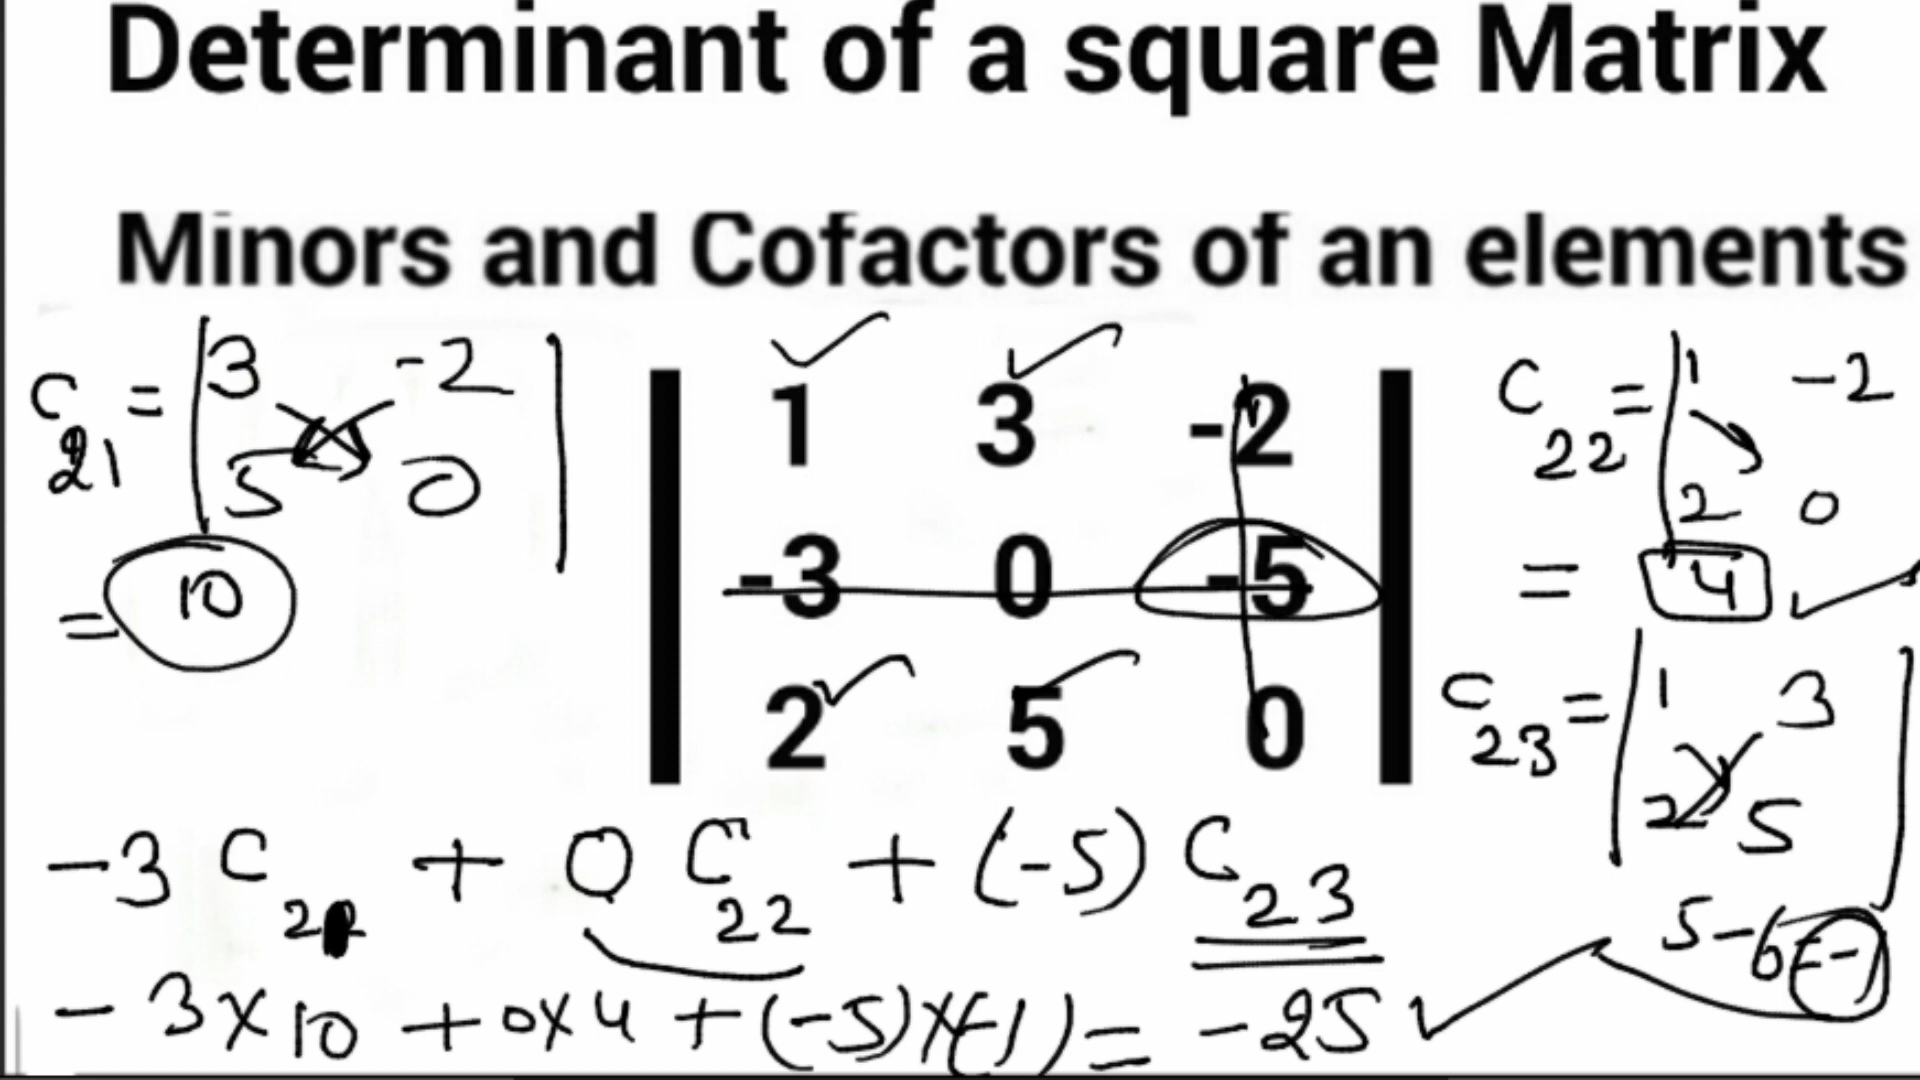 Determinant of a square Matrix
Minors and Cofactors of an elements
C21 = |3 -2|
|5 0|
= 10
1 3 -2
-3 0 -5
2 5 0
C22 = |1 -2
2 0
= 4
C23 = |1 3|
2 5
5-6=-1
-3 C21 + 0 C22 + (-5) C23
-3×10 + 0×4 + (-5)×(-1) = -25